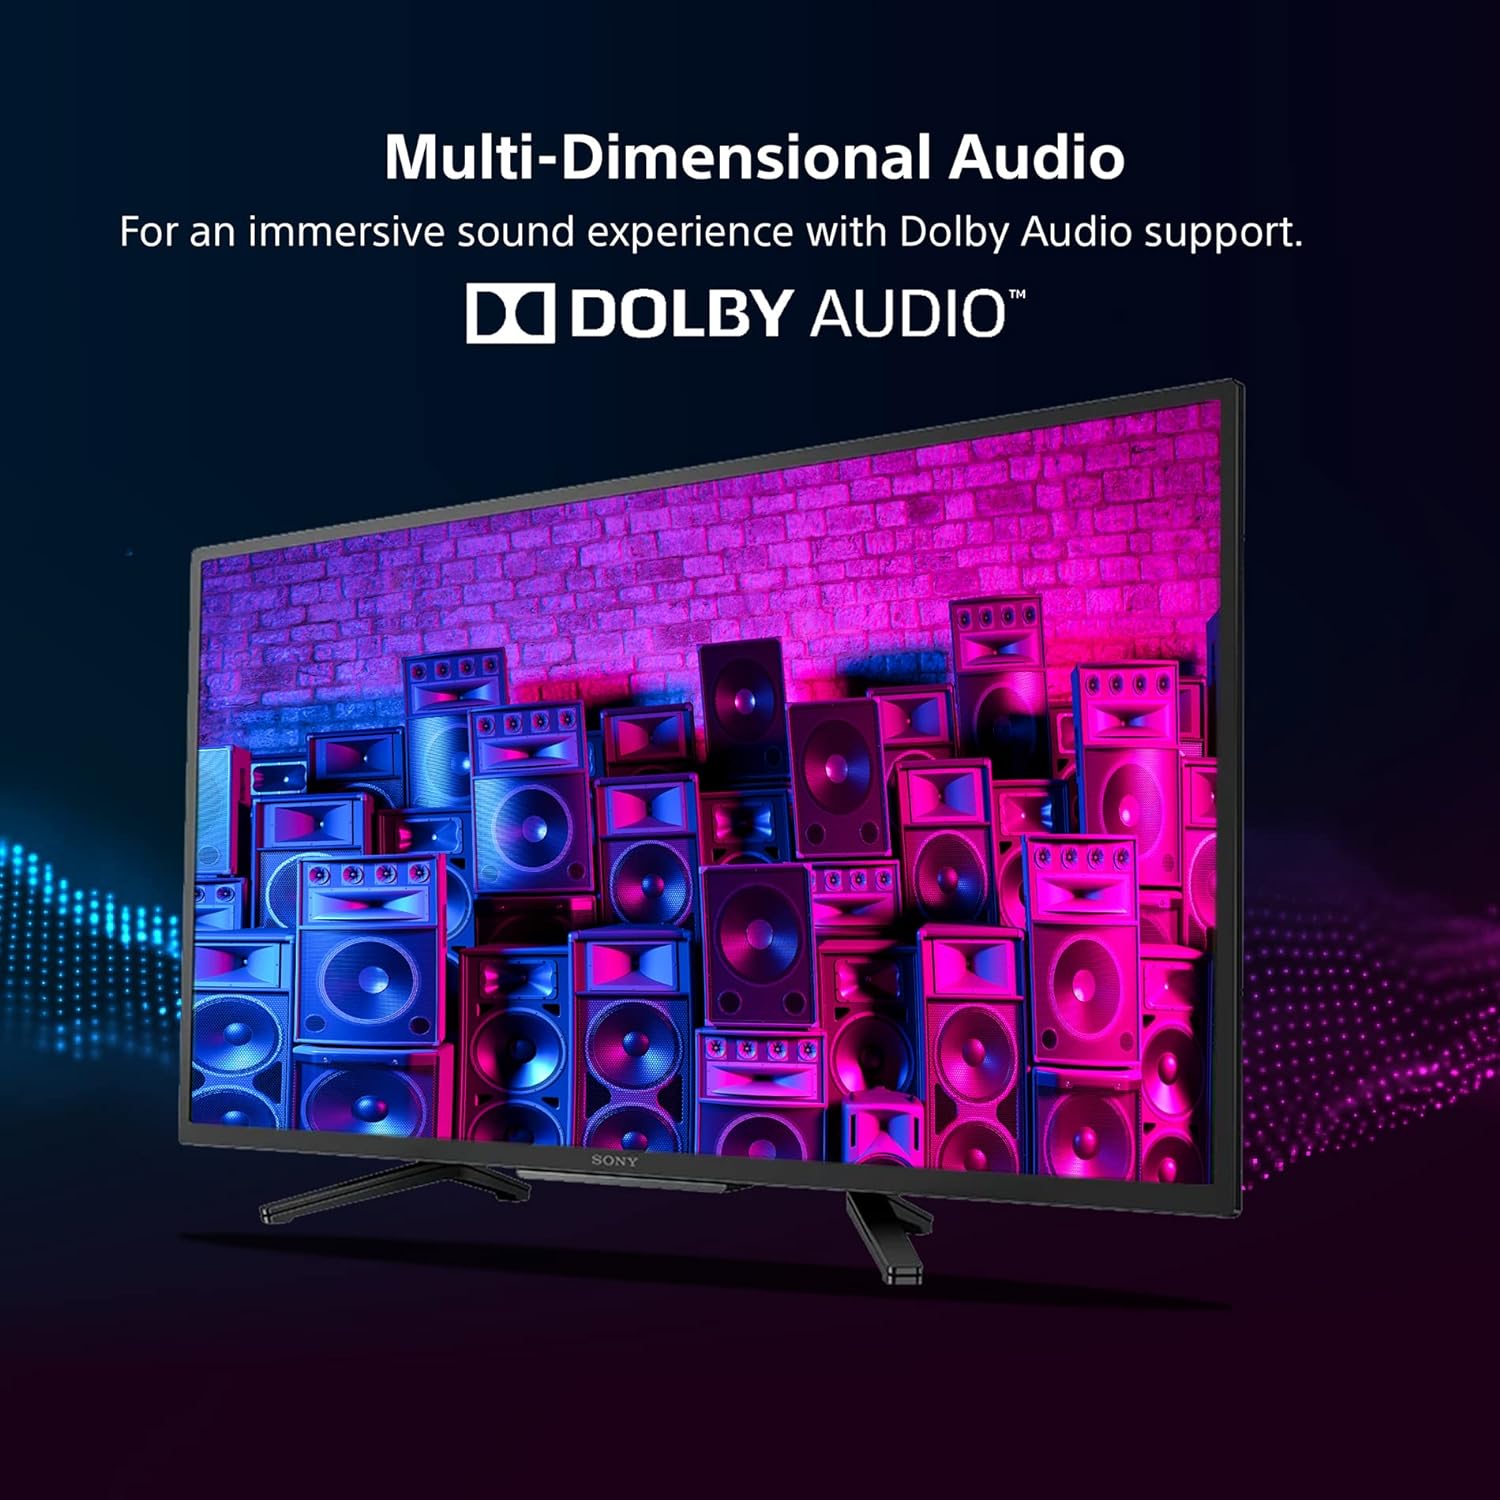 Multi-Dimensional Audio
For an immersive sound experience with Dolby Audio support.
DOLBY AUDIO™
SONY